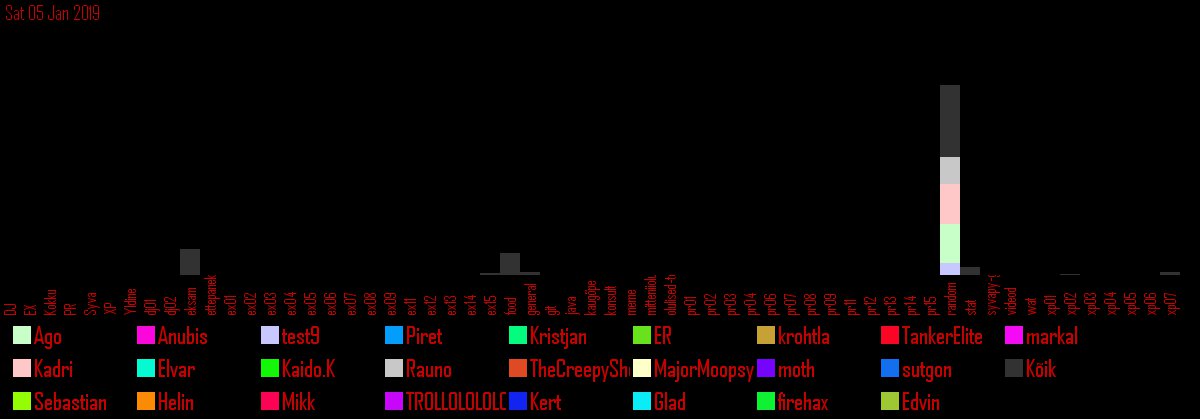 Sat 05 Jan 2019
DJ EX Kokku PR Syva XP Yldine dj01 dj02 eksam ettepanek ex01 ex02 ex03 ex04 ex05 ex06 ex07 ex08 ex09 ex11 ex12 ex13 ex14 ex15 food general git java kaugõpe konsult meme mitteniiolu olulised-t pr01 pr02 pr03 pr04 pr06 pr07 pr08 pr09 pr11 pr12 pr13 pr14 pr15 random stat videod wat xp01 xp02 xp03 xp04 xp05 xp06 xp07
Ago Anubis test9 Piret Kristjan ER krohtla TankerElite markal
Kadri Elvar Kaido.K Rauno TheCreepySh MajorMoopsy moth sutgon Kõik
Sebastian Helin Mikk TROLLOLOLOLO Kert Glad firehax Edvin